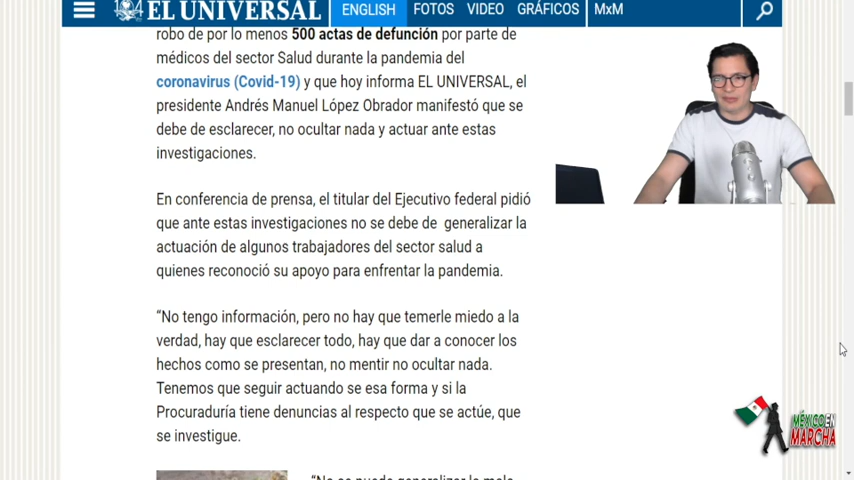 EL UNIVERSAL
ENGLISH
FOTOS
VIDEO
GRÁFICOS
MxM
robo de por lo menos 500 actas de defunción por parte de
médicos del sector Salud durante la pandemia del
coronavirus (Covid-19) y que hoy informa EL UNIVERSAL, el
presidente Andrés Manuel López Obrador manifestó que se
debe de esclarecer, no ocultar nada y actuar ante estas
investigaciones.
En conferencia de prensa, el titular del Ejecutivo federal pidió
que ante estas investigaciones no se debe de generalizar la
actuación de algunos trabajadores del sector salud a
quienes reconoció su apoyo para enfrentar la pandemia.
“No tengo información, pero no hay que temerle miedo a la
verdad, hay que esclarecer todo, hay que dar a conocer los
hechos como se presentan, no mentir no ocultar nada.
Tenemos que seguir actuando se esa forma y si la
Procuraduría tiene denuncias al respecto que se actúe, que
se investigue.
“No se puede generalizar la mala
MÉXICO EN
MARCHA